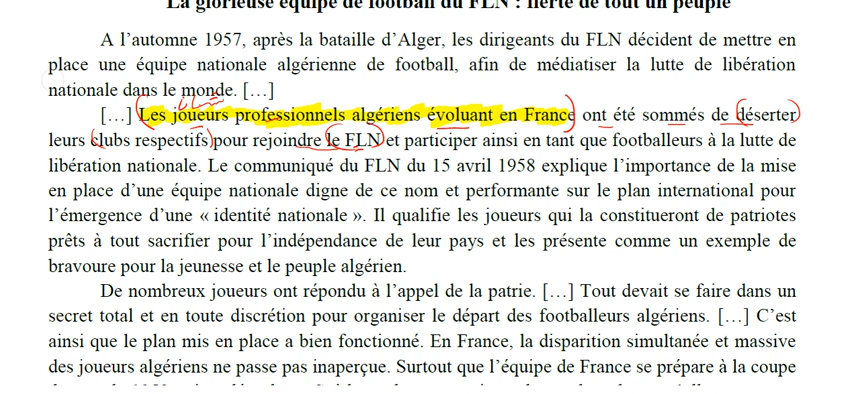 La glorieuse équipe de football du FLN : fierté de tout un peuple
A l’automne 1957, après la bataille d’Alger, les dirigeants du FLN décident de mettre en
place une équipe nationale algérienne de football, afin de médiatiser la lutte de libération
nationale dans le monde. […]
[…] Les joueurs professionnels algériens évoluant en France ont été sommés de déserter
leurs clubs respectifs pour rejoindre le FLN et participer ainsi en tant que footballeurs à la lutte de
libération nationale. Le communiqué du FLN du 15 avril 1958 explique l’importance de la mise
en place d’une équipe nationale digne de ce nom et performante sur le plan international pour
l’émergence d’une « identité nationale ». Il qualifie les joueurs qui la constitueront de patriotes
prêts à tout sacrifier pour l’indépendance de leur pays et les présente comme un exemple de
bravoure pour la jeunesse et le peuple algérien.
De nombreux joueurs ont répondu à l’appel de la patrie. […] Tout devait se faire dans un
secret total et en toute discrétion pour organiser le départ des footballeurs algériens. […] C’est
ainsi que le plan mis en place a bien fonctionné. En France, la disparition simultanée et massive
des joueurs algériens ne passe pas inaperçue. Surtout que l’équipe de France se prépare à la coupe